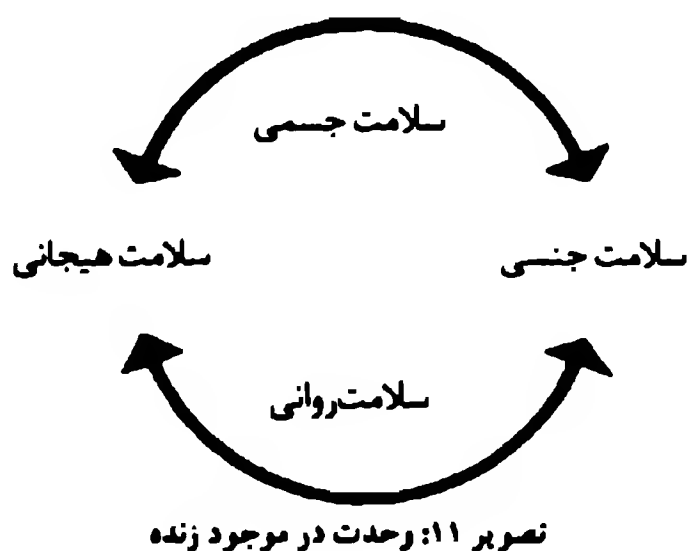 سلامت جسمی
سلامت جنسی
سلامت هیجانی
سلامت‌روانی
تصویر ۱۱: وحدت در موجود زنده